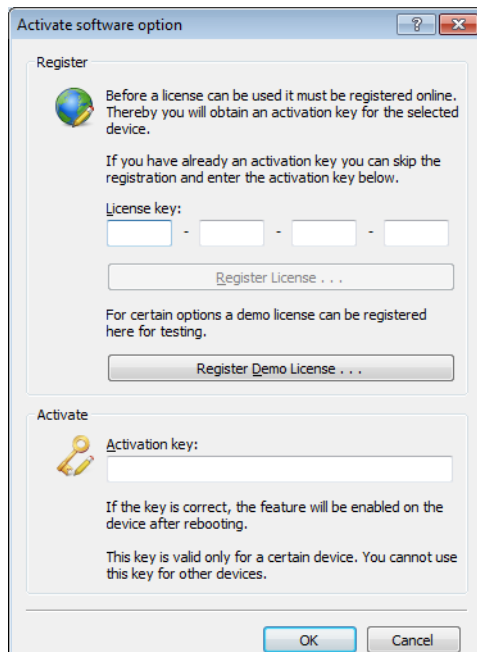 Activate software option
Register
Before a license can be used it must be registered online.
Thereby you will obtain an activation key for the selected
device.
If you have already an activation key you can skip the
registration and enter the activation key below.
License key:
- - -
Register License . . .
For certain options a demo license can be registered
here for testing.
Register Demo License . . .
Activate
Activation key:
If the key is correct, the feature will be enabled on the
device after rebooting.
This key is valid only for a certain device. You cannot use
this key for other devices.
OK Cancel